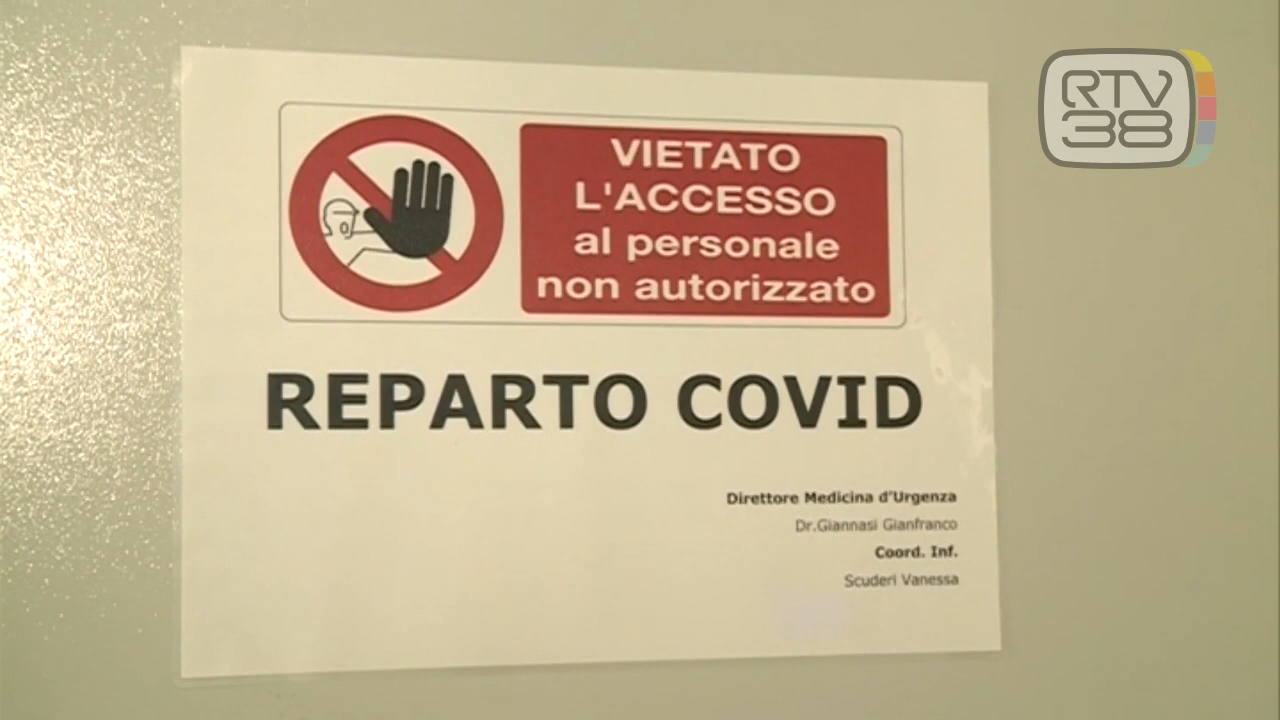 RTV
38
VIETATO
L'ACCESSO
al personale
non autorizzato
REPARTO COVID
Direttore Medicina d'Urgenza
Dr.Giannasi Gianfranco
Coord. Inf.
Scuderi Vanessa